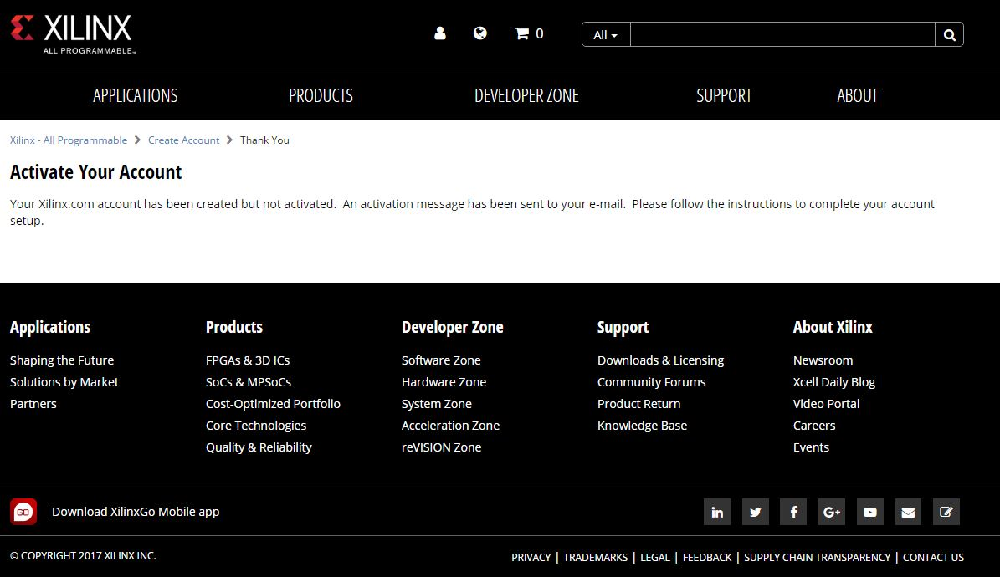 XILINX
ALL PROGRAMMABLE™
0
All
APPLICATIONS
PRODUCTS
DEVELOPER ZONE
SUPPORT
ABOUT
Xilinx - All Programmable > Create Account > Thank You
Activate Your Account
Your Xilinx.com account has been created but not activated.  An activation message has been sent to your e-mail.  Please follow the instructions to complete your account
setup.
Applications
Shaping the Future
Solutions by Market
Partners
Products
FPGAs & 3D ICs
SoCs & MPSoCs
Cost-Optimized Portfolio
Core Technologies
Quality & Reliability
Developer Zone
Software Zone
Hardware Zone
System Zone
Acceleration Zone
reVISION Zone
Support
Downloads & Licensing
Community Forums
Product Return
Knowledge Base
About Xilinx
Newsroom
Xcell Daily Blog
Video Portal
Careers
Events
GO
Download XilinxGo Mobile app
in
f
G+
© COPYRIGHT 2017 XILINX INC.
PRIVACY | TRADEMARKS | LEGAL | FEEDBACK | SUPPLY CHAIN TRANSPARENCY | CONTACT US